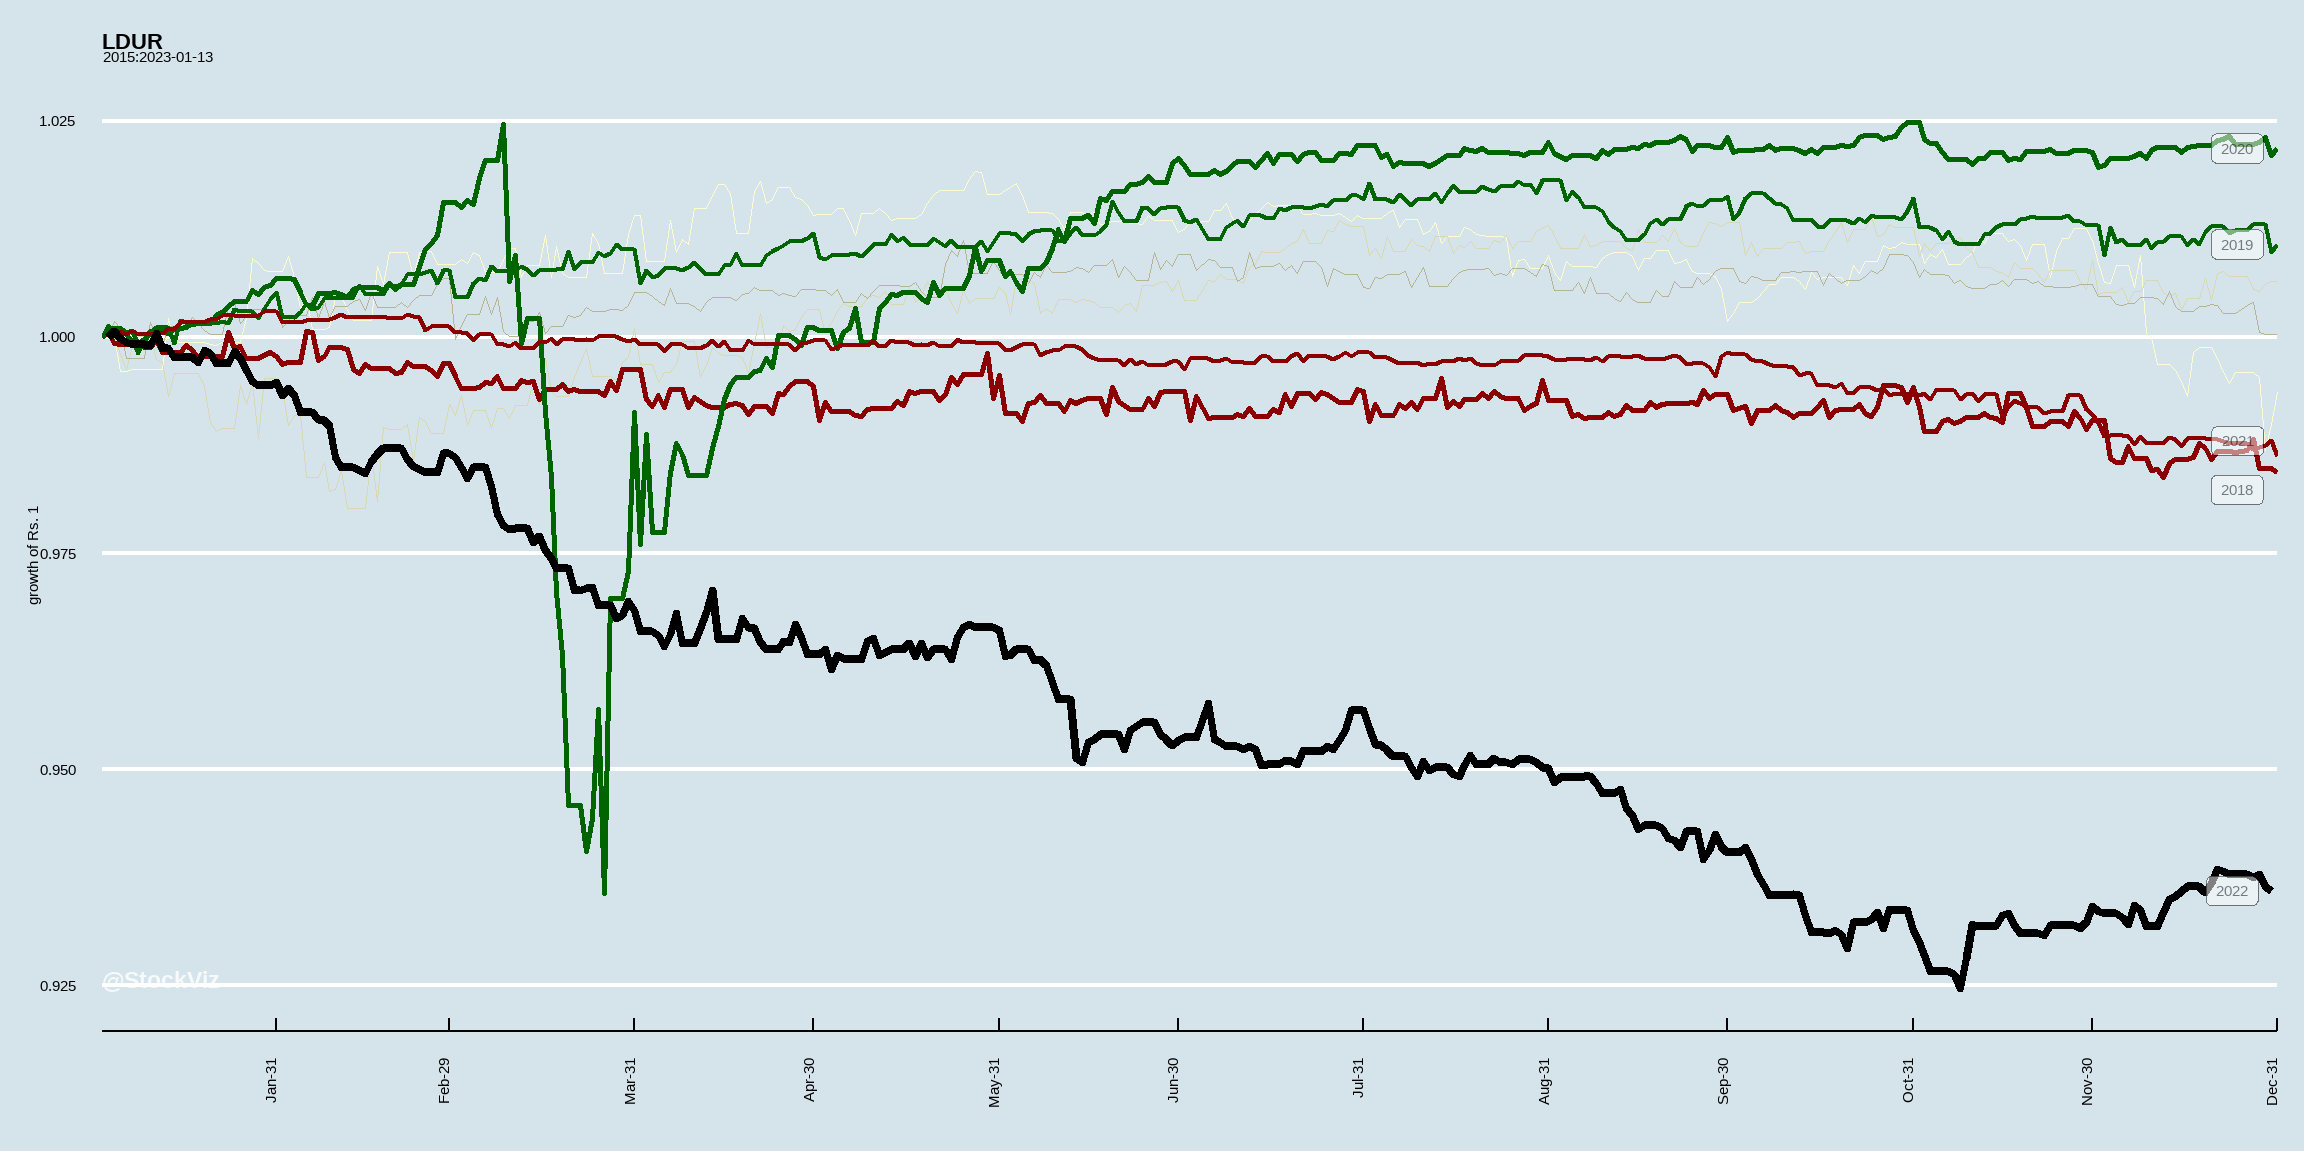 LDUR
2015:2023-01-13
growth of Rs. 1
1.025
1.000
0.975
0.950
0.925
2020
2019
2021
2018
2022
@StockViz
Jan-31
Feb-29
Mar-31
Apr-30
May-31
Jun-30
Jul-31
Aug-31
Sep-30
Oct-31
Nov-30
Dec-31